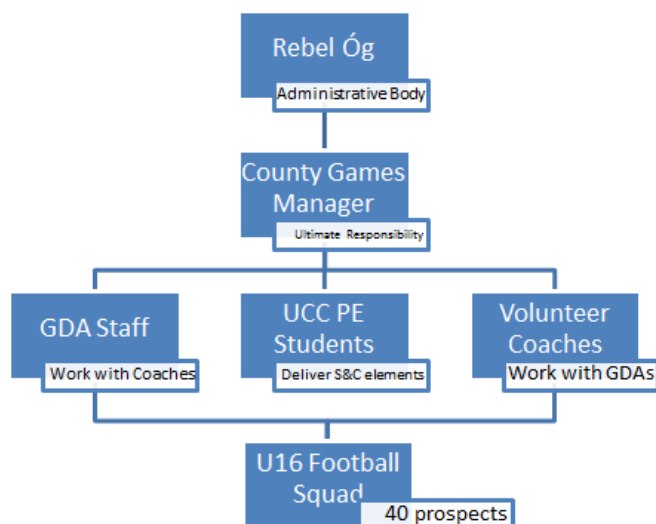 Rebel Óg
Administrative Body
County Games
Manager
Ultimate Responsibility
GDA Staff
Work with Coaches
UCC PE
Students
Deliver S&C elements
Volunteer
Coaches
Work with GDAs
U16 Football
Squad
40 prospects